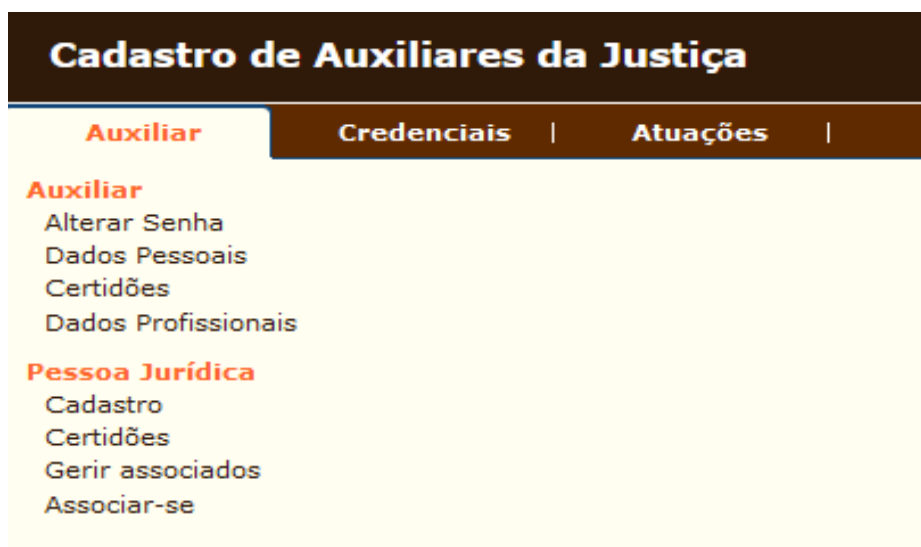 Cadastro de Auxiliares da Justiça
Auxiliar Credenciais | Atuações |
Auxiliar
Alterar Senha
Dados Pessoais
Certidões
Dados Profissionais
Pessoa Jurídica
Cadastro
Certidões
Gerir associados
Associar-se